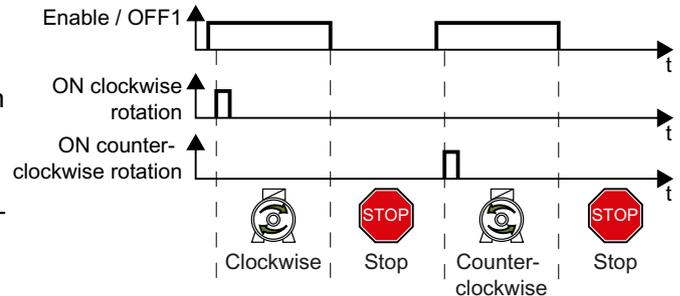 Enable / OFF1
t
ON clockwise
rotation
t
ON counter-
clockwise rotation
t
STOP
STOP
Clockwise
Stop
Counter-
clockwise
Stop